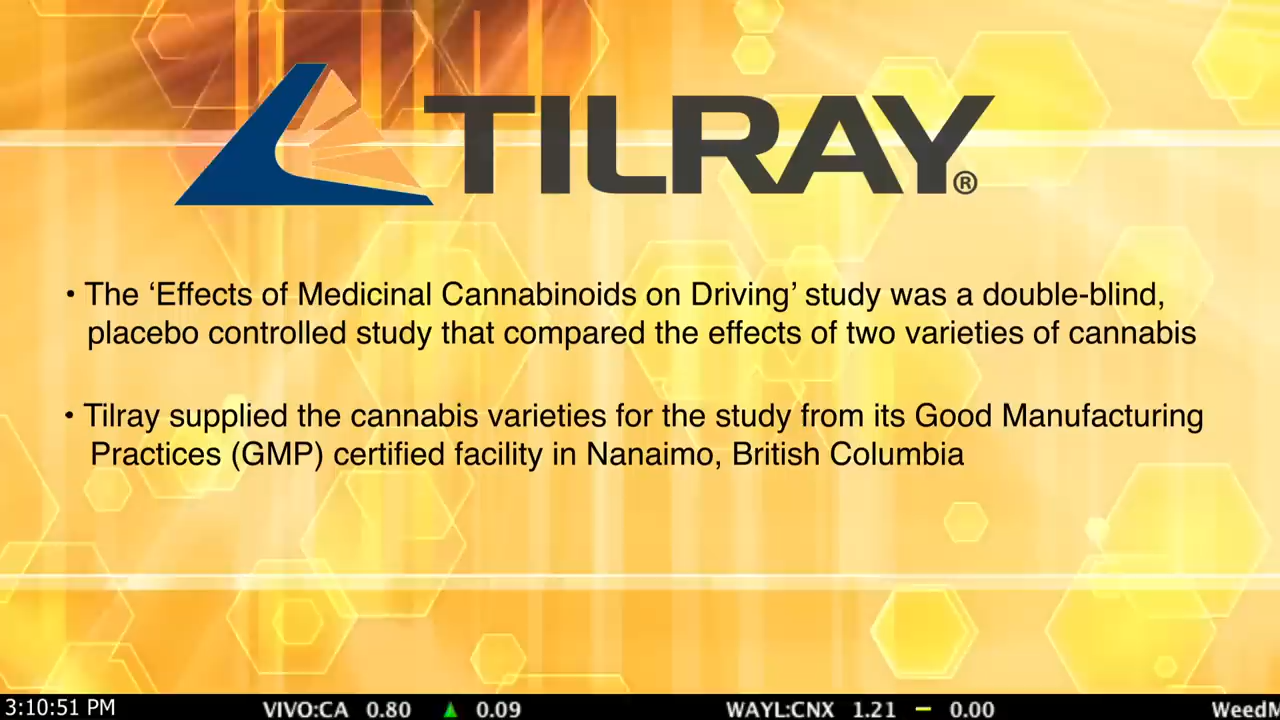 TILRAY®
• The ‘Effects of Medicinal Cannabinoids on Driving’ study was a double-blind,
placebo controlled study that compared the effects of two varieties of cannabis
• Tilray supplied the cannabis varieties for the study from its Good Manufacturing
Practices (GMP) certified facility in Nanaimo, British Columbia
3:10:51 PM VIVO:CA 0.80 ▲ 0.09 WAYL:CNX 1.21 – 0.00 WeedM